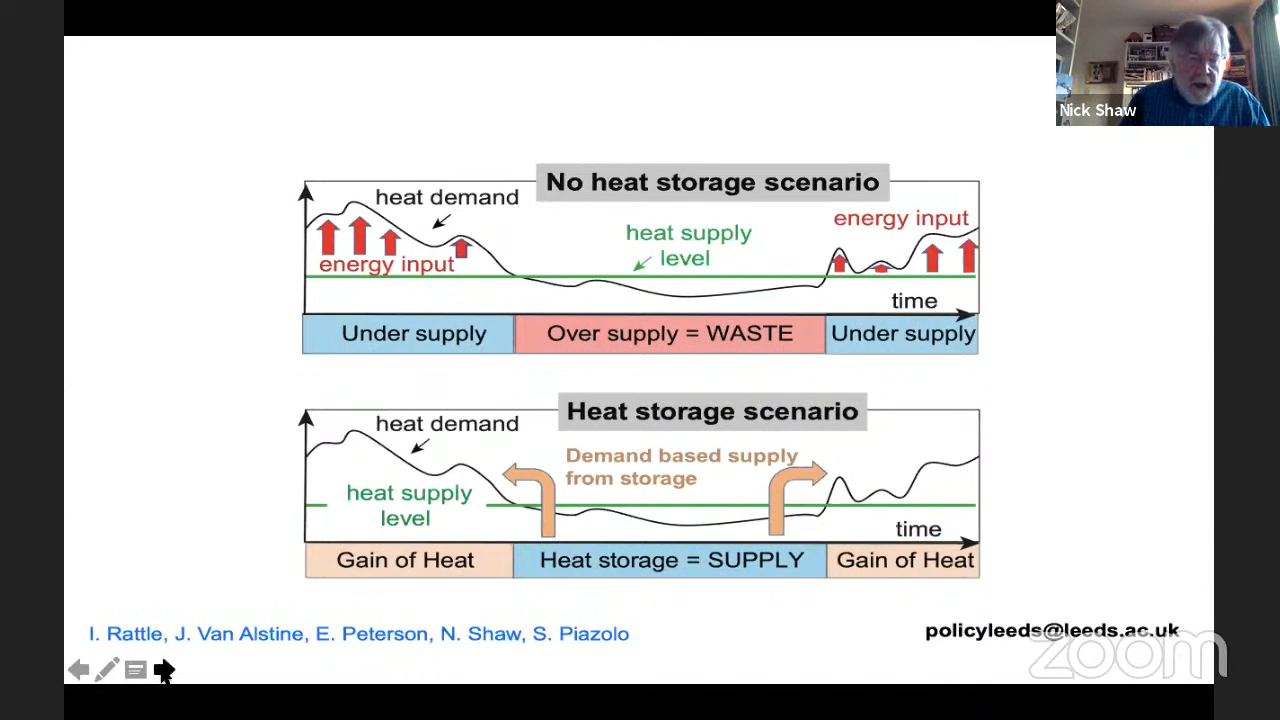 Nick Shaw
No heat storage scenario
heat demand
energy input
heat supply
level
energy input
time
Under supply
Over supply = WASTE
Under supply
Heat storage scenario
heat demand
Demand based supply
from storage
heat supply
level
time
Gain of Heat
Heat storage = SUPPLY
Gain of Heat
I. Rattle, J. Van Alstine, E. Peterson, N. Shaw, S. Piazolo
policyleeds@leeds.ac.uk
zoom